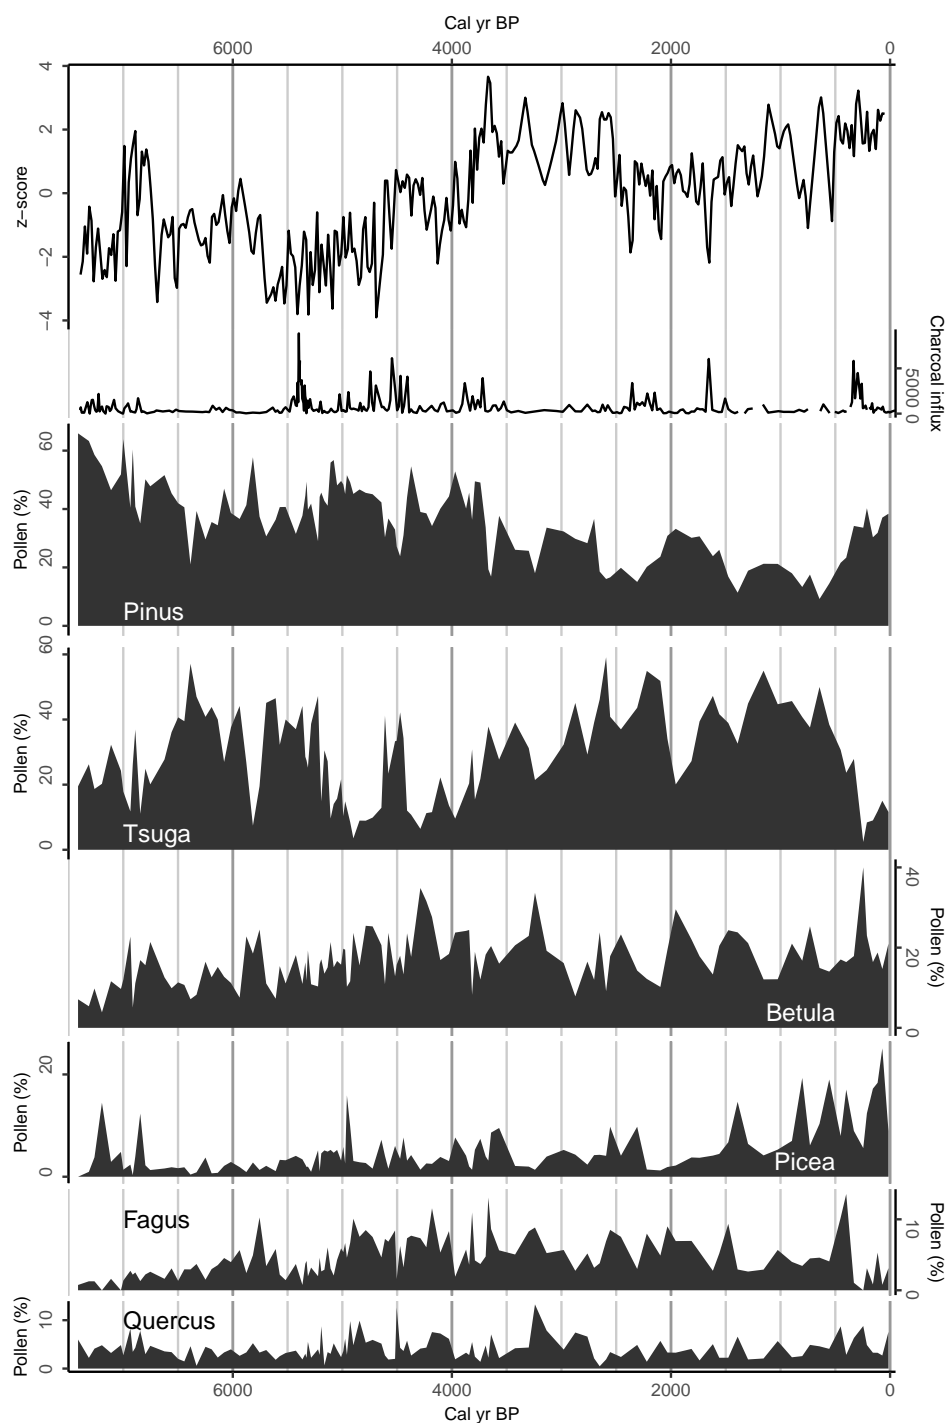 Cal yr BP
6000 4000 2000 0
4
2
0
−2
−4
z−score
5000
0
Charcoal influx
60
40
20
0
Pollen (%)
Pinus
60
40
20
0
Pollen (%)
Tsuga
40
20
0
Pollen (%)
Betula
20
0
Pollen (%)
Picea
10
0
Pollen (%)
Fagus
10
0
Pollen (%)
Quercus
6000 4000 2000 0
Cal yr BP